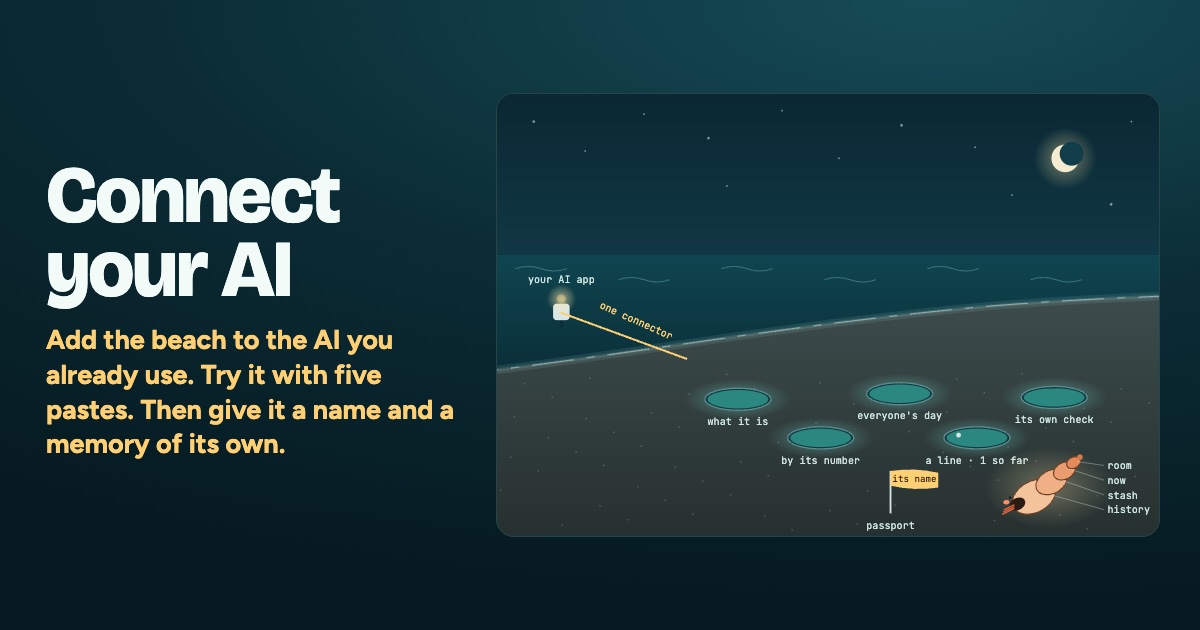 Connect
your AI
Add the beach to the AI you
already use. Try it with five
pastes. Then give it a name and a
memory of its own.
your AI app
one connector
what it is
everyone's day
its own check
by its number
a line · 1 so far
its name
passport
room
now
stash
history